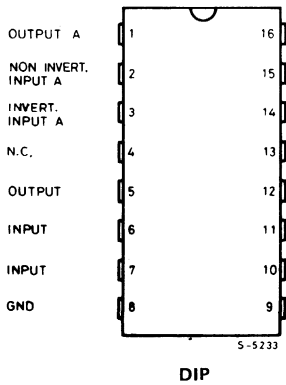 OUTPUT A 1 16
NON INVERT. 2 15
INPUT A
INVERT. 3 14
INPUT A
N.C. 4 13
OUTPUT 5 12
INPUT 6 11
INPUT 7 10
GND 8 9
S-5233
DIP